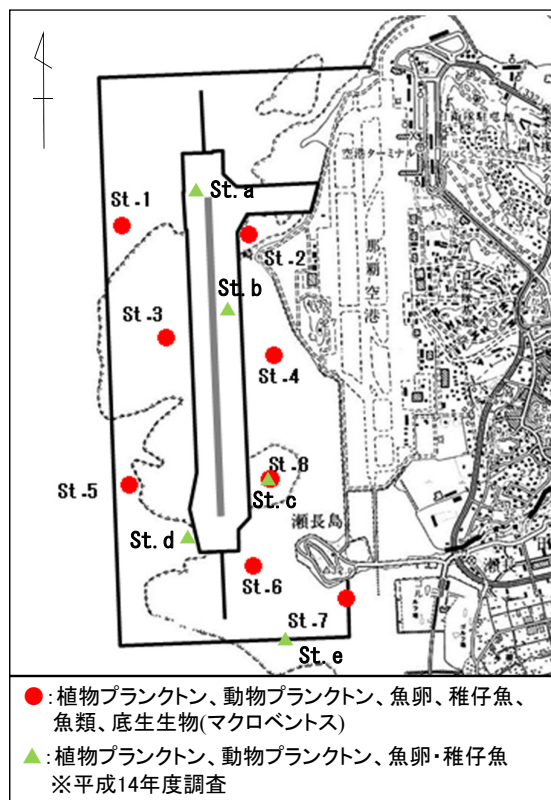 空港ターミナル
那覇空港
St.a
St.1
St.2
St.b
St.3
St.4
St.8
St.5
St.c
瀬長島
St.d
瀬長
St.6
St.7
St.e
●:植物プランクトン、動物プランクトン、魚卵、稚仔魚、
魚類、底生生物(マクロベントス)
▲:植物プランクトン、動物プランクトン、魚卵・稚仔魚
※平成14年度調査